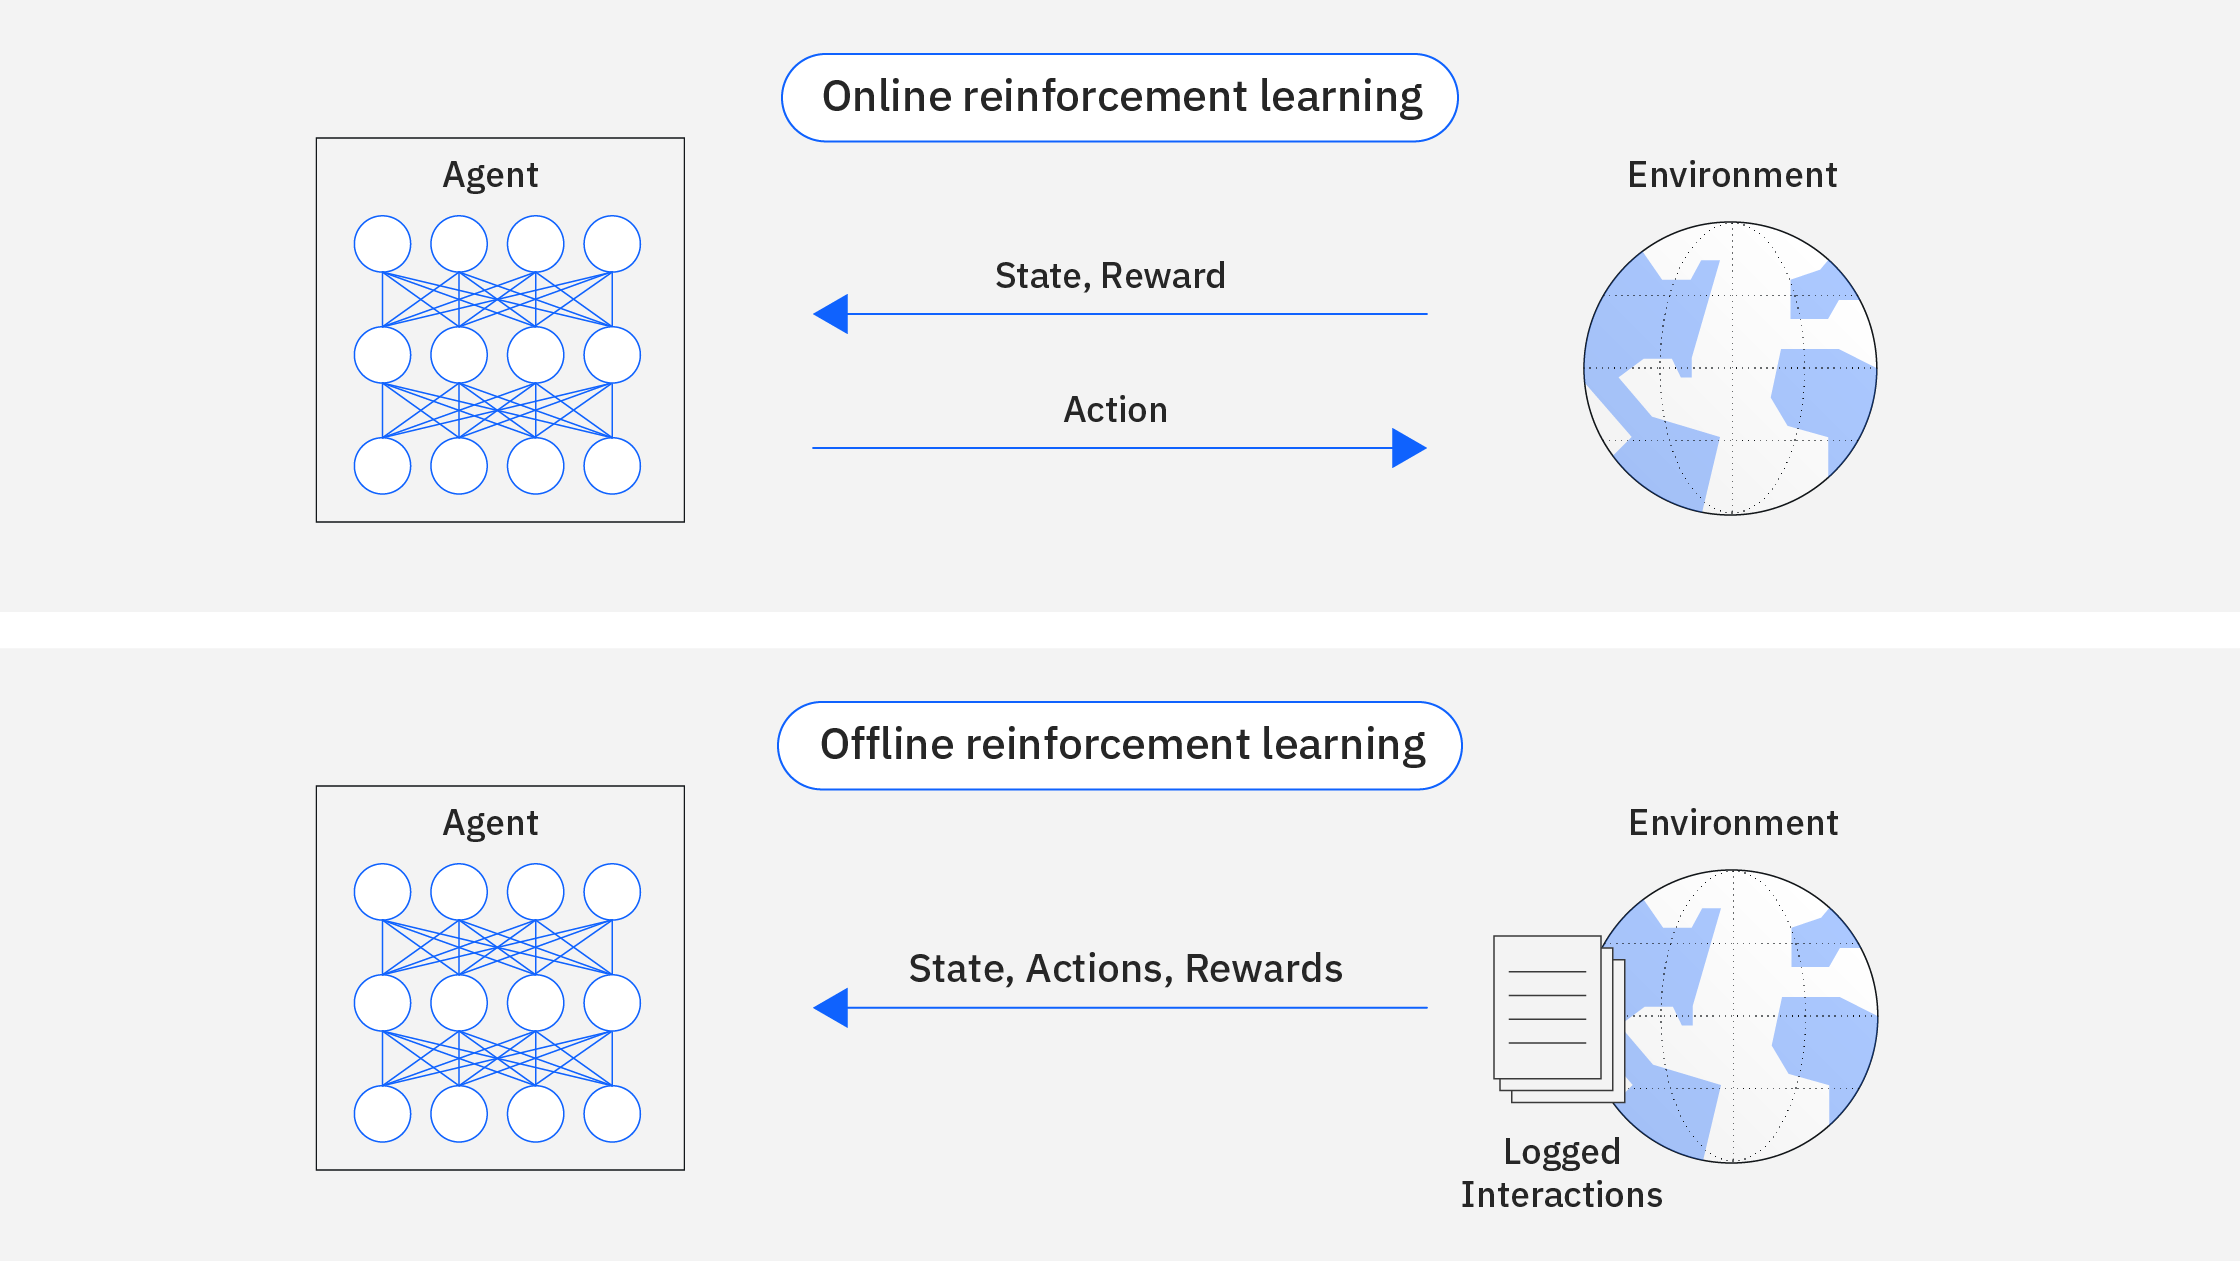 Online reinforcement learning
Agent
Environment
State, Reward
Action
Offline reinforcement learning
Agent
Environment
State, Actions, Rewards
Logged
Interactions